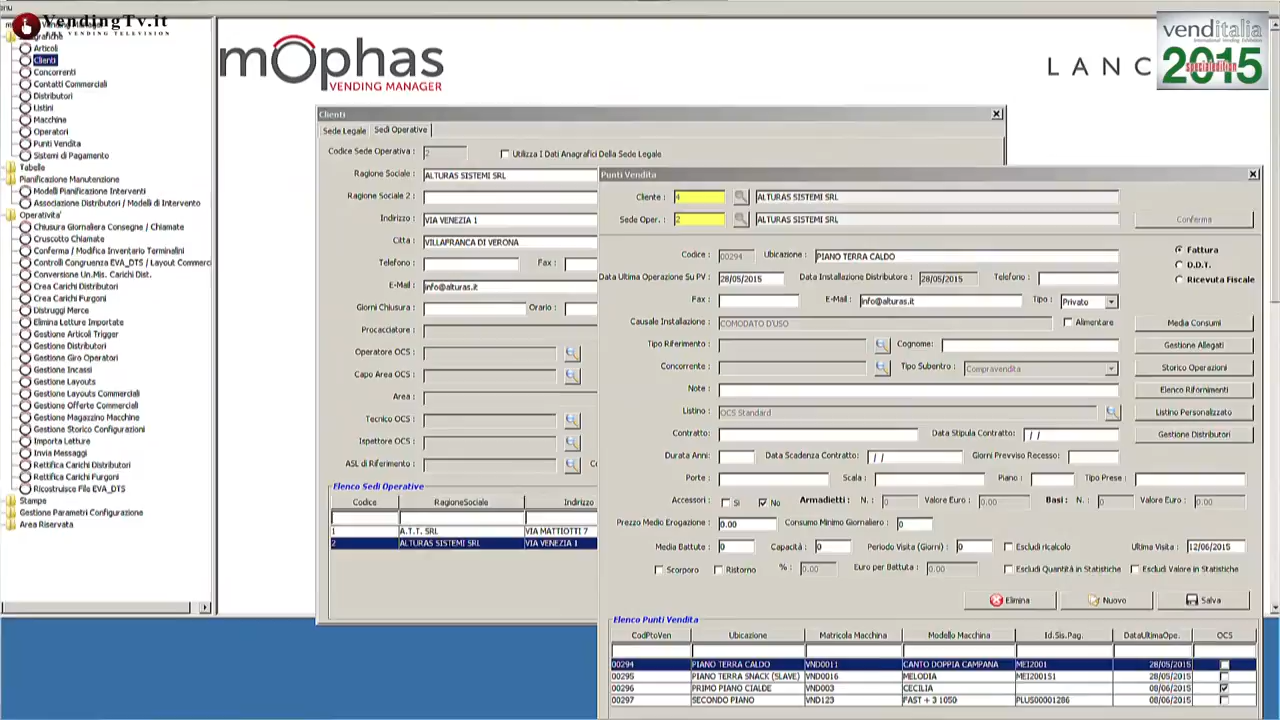 VendingTv.it
THE VENDING TELEVISION
Articoli
Clienti
Concorrenti
Contatti Commerciali
Distributori
Listini
Macchine
Operatori
Punti Vendita
Sistemi di Pagamento
Tabelle
Pianificazione Manutenzione
Modelli Pianificazione Interventi
Associazione Distributori / Modelli di Intervento
Operativita'
Chiusura Giornaliera Consegne / Chiamate
Cruscotto Chiamate
Conferma / Modifica Inventario Terminalini
Controlli Congruenza EVA_DTS / Layout Commerc
Conversione Un.Mis. Carichi Dist.
Crea Carichi Distributori
Crea Carichi Furgoni
Distruggi Merce
Elimina Letture Importate
Gestione Articoli Trigger
Gestione Distributori
Gestione Giro Operatori
Gestione Incassi
Gestione Layouts
Gestione Layouts Commerciali
Gestione Offerte Commerciali
Gestione Magazzino Macchine
Gestione Storico Configurazioni
Importa Letture
Invia Messaggi
Rettifica Carichi Distributori
Rettifica Carichi Furgoni
Ricostruisce File EVA_DTS
Stampe
Gestione Parametri Configurazione
Area Riservata
mophas
VENDING MANAGER
LANC
venditalia
International Vending Exhibition
2015
specialedition
Clienti
Sede Legale Sedi Operative
Codice Sede Operativa : 2 Utilizza I Dati Anagrafici Della Sede Legale
Ragione Sociale : ALTURAS SISTEMI SRL
Ragione Sociale 2 :
Indirizzo : VIA VENEZIA 1
Citta : VILLAFRANCA DI VERONA
Telefono : Fax :
E-Mail : info@alturas.it
Giorni Chiusura : Orario :
Procacciatore :
Operatore OCS :
Capo Area OCS :
Area :
Tecnico OCS :
Ispettore OCS :
ASL di Riferimento : Co
Elenco Sedi Operative
Codice RagioneSociale Indirizzo
1 A.T.T. SRL VIA MATTIOTTI 7
2 ALTURAS SISTEMI SRL VIA VENEZIA 1
Punti Vendita
Cliente : 4 ALTURAS SISTEMI SRL
Sede Oper. : 2 ALTURAS SISTEMI SRL Conferma
Codice : 00294 Ubicazione : PIANO TERRA CALDO Fattura
D.D.T.
Data Ultima Operazione Su PV : 28/05/2015 Data Installazione Distributore : 28/05/2015 Telefono : Ricevuta Fiscale
Fax : E-Mail : info@alturas.it Tipo : Privato
Causale Installazione : COMODATO D'USO Alimentare Media Consumi
Tipo Riferimento : Cognome: Gestione Allegati
Concorrente : Tipo Subentro : Compravendita Storico Operazioni
Note : Elenco Rifornimenti
Listino : OCS Standard Listino Personalizzato
Contratto: Data Stipula Contratto: / / Gestione Distributori
Durata Anni: Data Scadenza Contratto: / / Giorni Previviso Recesso:
Porte : Scala : Piano : Tipo Prese :
Accessori : Si No Armadietti : N. : 0 Valore Euro : 0.00 Basi : N. : 0 Valore Euro : 0.00
Prezzo Medio Erogazione : 0.00 Consumo Minimo Giornaliero : 0
Media Battute : 0 Capacità : 0 Periodo Visita (Giorni) : 0 Escludi ricalcolo Ultima Visita : 12/06/2015
Scorporo Ristorno % : 0.00 Euro per Battuta : 0.00 Escludi Quantità in Statistiche Escludi Valore in Statistiche
Elimina Nuovo Salva
Elenco Punti Vendita
CodPtoVen Ubicazione Matricola Macchina Modello Macchina Id.Sis.Pag. DataUltimaOpe. OCS
00294 PIANO TERRA CALDO VND0011 CANTO DOPPIA CAMPANA MEI2001 28/05/2015
00295 PIANO TERRA SNACK (SLAVE) VND0016 MELODIA MEI2001S1 28/05/2015
00296 PRIMO PIANO CIALDE VND003 CECILIA 08/06/2015
00297 SECONDO PIANO VND123 FAST + 3 1050 PLUS00001286 08/06/2015